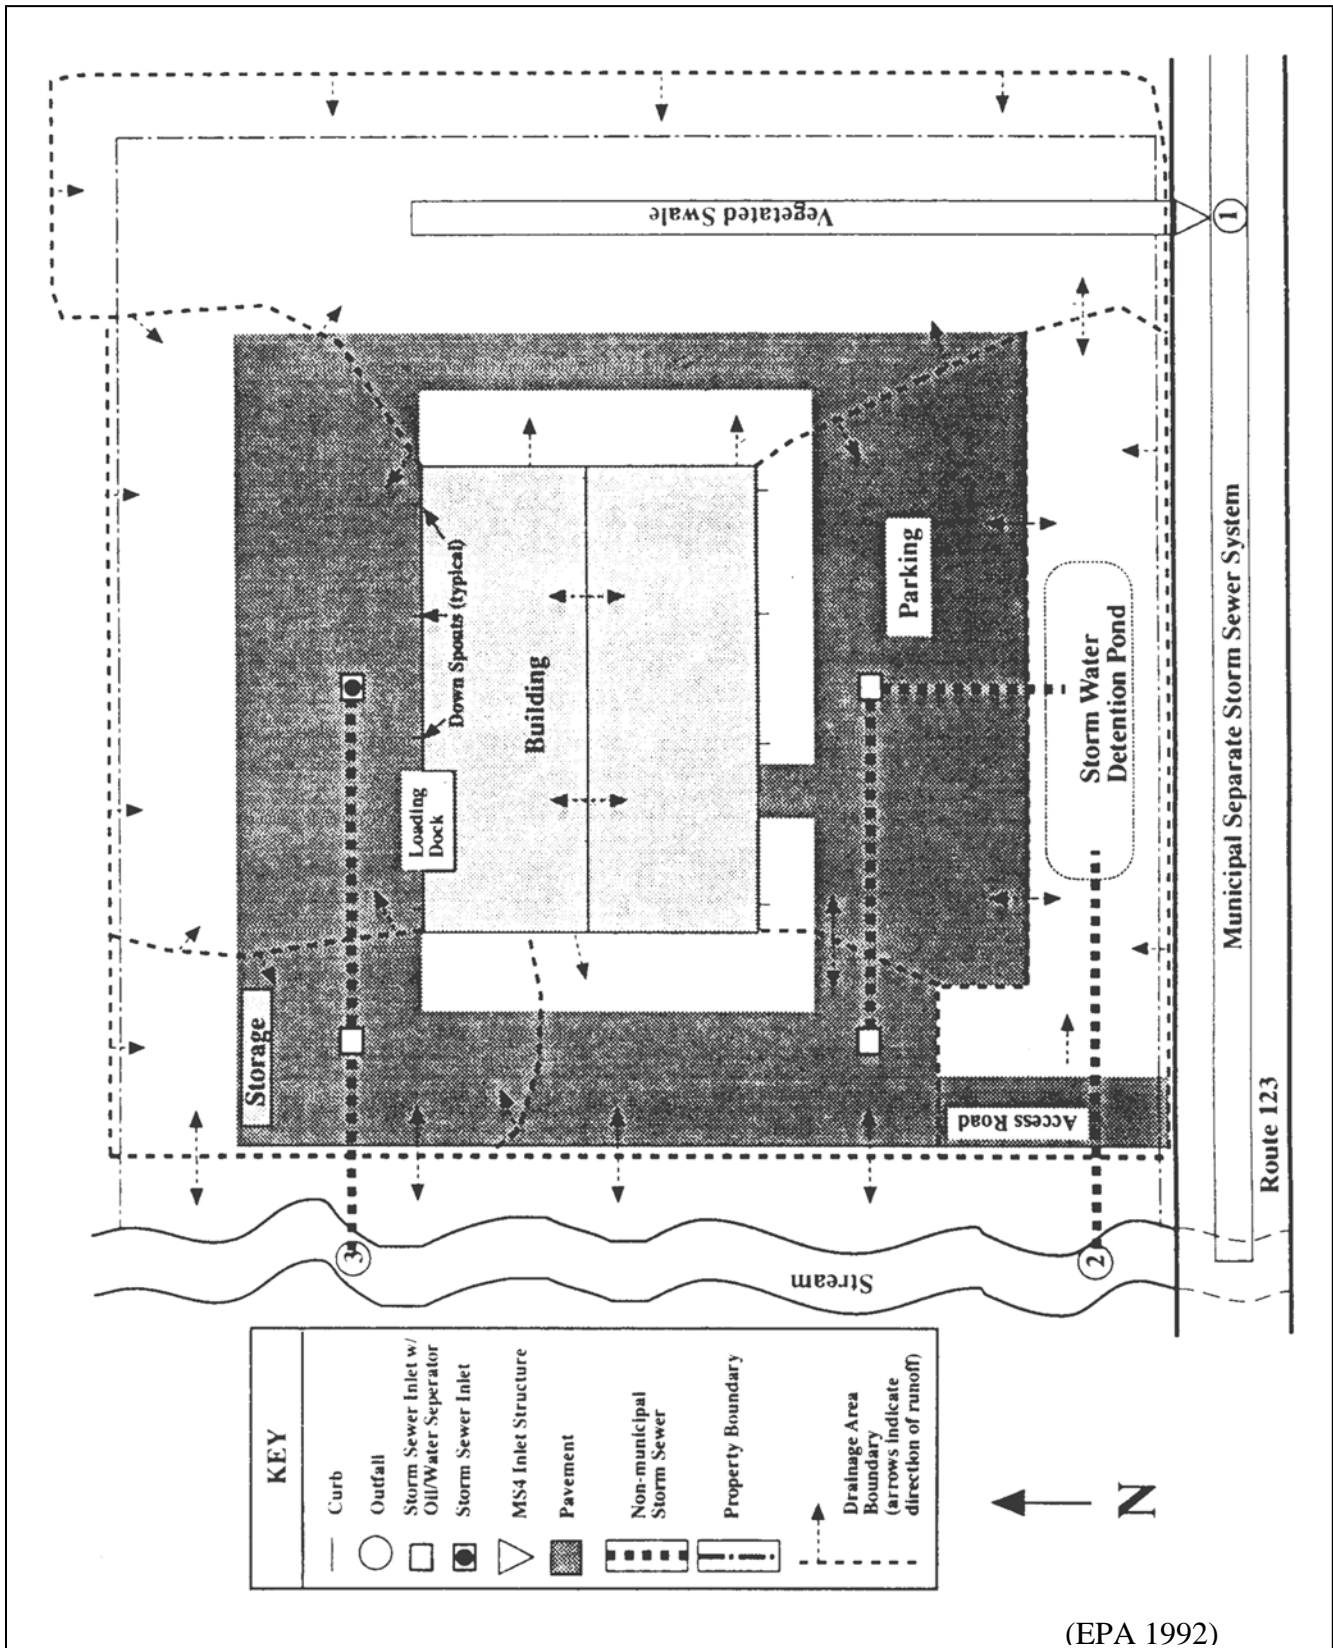 Vegetated Swale
1
Down Spouts (typical)
Building
Loading
Dock
Storage
Parking
Storm Water
Detention Pond
Access Road
Municipal Separate Storm Sewer System
Route 123
Stream
3
2
KEY
Curb
Outfall
Storm Sewer Inlet w/
Oil/Water Seperator
Storm Sewer Inlet
MS4 Inlet Structure
Pavement
Non-municipal
Storm Sewer
Property Boundary
Drainage Area
Boundary
(arrows indicate
direction of runoff)
N
(EPA 1992)